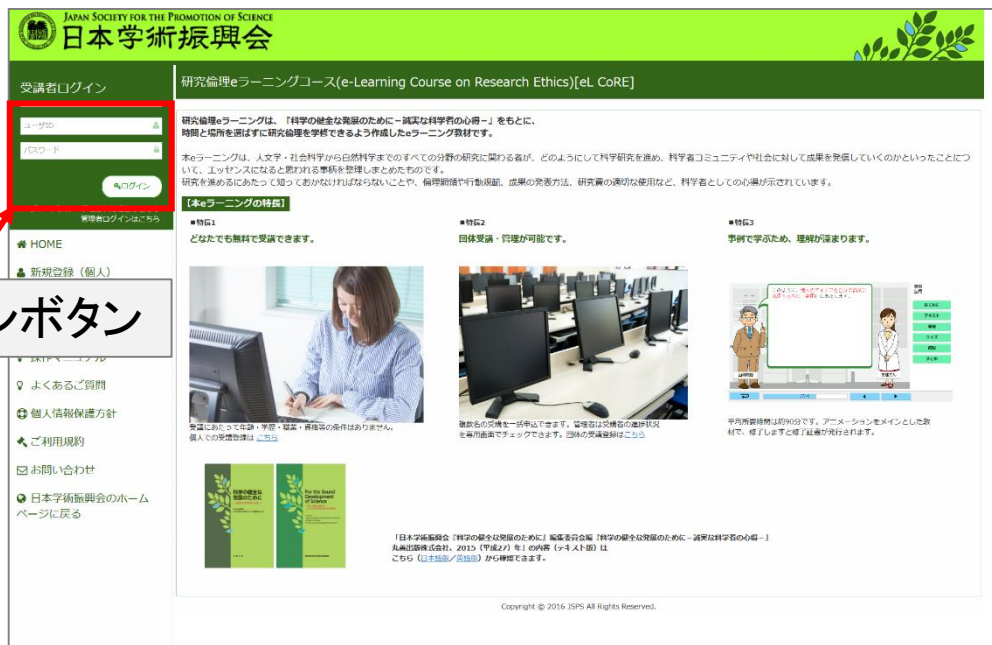 JAPAN SOCIETY FOR THE PROMOTION OF SCIENCE
日本学術振興会
受講者ログイン
研究倫理eラーニングコース(e-Learning Course on Research Ethics)[eL CoRE]
ユーザID
パスワード
ログイン
管理者ログインはこちら
HOME
新規登録（個人）
ンボタン
よくあるご質問
個人情報保護方針
ご利用規約
お問い合わせ
日本学術振興会のホーム
ページに戻る
研究倫理eラーニングは、『科学の健全な発展のために－誠実な科学者の心得－』をもとに、
時間と場所を選ばずに研究倫理を学修できるよう作成したeラーニング教材です。
本eラーニングは、人文学・社会科学から自然科学までのすべての分野の研究に関わる者が、どのようにして科学研究を進め、科学者コミュニティや社会に対して成果を発信していくのかといったことにつ
いて、エッセンスになると思われる事柄を整理しまとめたものです。
研究を進めるにあたって知っておかなければならないことや、倫理綱領や行動規範、成果の発表方法、研究費の適切な使用など、科学者としての心得が示されています。
【本eラーニングの特長】
■特長1
どなたでも無料で受講できます。
受講にあたって年齢・学歴・職業・資格等の条件はありません。
個人での受講登録は こちら
■特長2
団体受講・管理が可能です。
複数名の受講を一括申込できます。管理者は受講者の進捗状況
を専用画面でチェックできます。団体の受講登録はこちら
■特長3
事例で学ぶため、理解が深まります。
平均所要時間は約90分です。アニメーションをメインとした教
材で、修了しますと修了証書が発行されます。
科学の健全な
発展のために
For the Sound
Development
of Science
「日本学術振興会『科学の健全な発展のために』編集委員会編『科学の健全な発展のために－誠実な科学者の心得－』
丸善出版株式会社、2015（平成27）年」の内容（テキスト版）は
こちら（日本語版／英語版）から確認できます。
Copyright © 2016 JSPS All Rights Reserved.